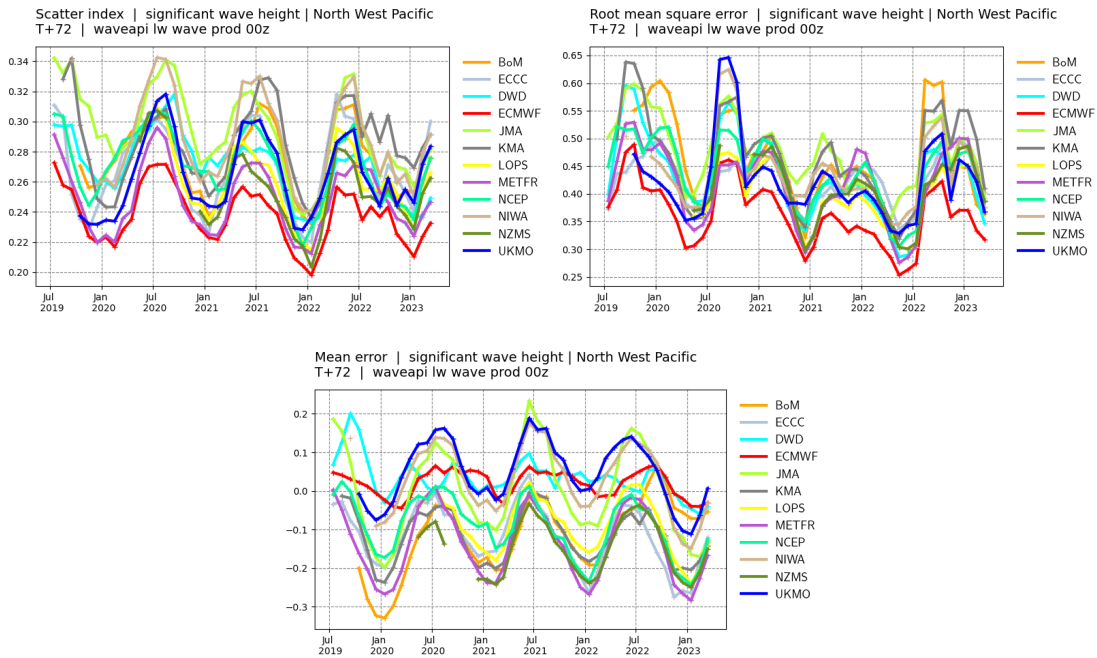 Scatter index | significant wave height | North West Pacific
T+72 | waveapi lw wave prod 00z
0.34
0.32
0.30
0.28
0.26
0.24
0.22
0.20
Jul 2019
Jan 2020
Jul 2020
Jan 2021
Jul 2021
Jan 2022
Jul 2022
Jan 2023
BoM
ECCC
DWD
ECMWF
JMA
KMA
LOPS
METFR
NCEP
NIWA
NZMS
UKMO
Root mean square error | significant wave height | North West Pacific
T+72 | waveapi lw wave prod 00z
0.65
0.60
0.55
0.50
0.45
0.40
0.35
0.30
0.25
Jul 2019
Jan 2020
Jul 2020
Jan 2021
Jul 2021
Jan 2022
Jul 2022
Jan 2023
BoM
ECCC
DWD
ECMWF
JMA
KMA
LOPS
METFR
NCEP
NIWA
NZMS
UKMO
Mean error | significant wave height | North West Pacific
T+72 | waveapi lw wave prod 00z
0.2
0.1
0.0
−0.1
−0.2
−0.3
Jul 2019
Jan 2020
Jul 2020
Jan 2021
Jul 2021
Jan 2022
Jul 2022
Jan 2023
BoM
ECCC
DWD
ECMWF
JMA
KMA
LOPS
METFR
NCEP
NIWA
NZMS
UKMO